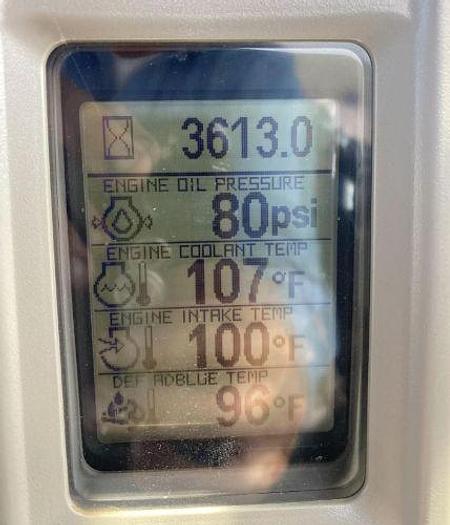 3613.0
ENGINE OIL PRESSURE
80psi
ENGINE COOLANT TEMP
107°F
ENGINE INTAKE TEMP
100°F
DEF ADBLUE TEMP
96°F